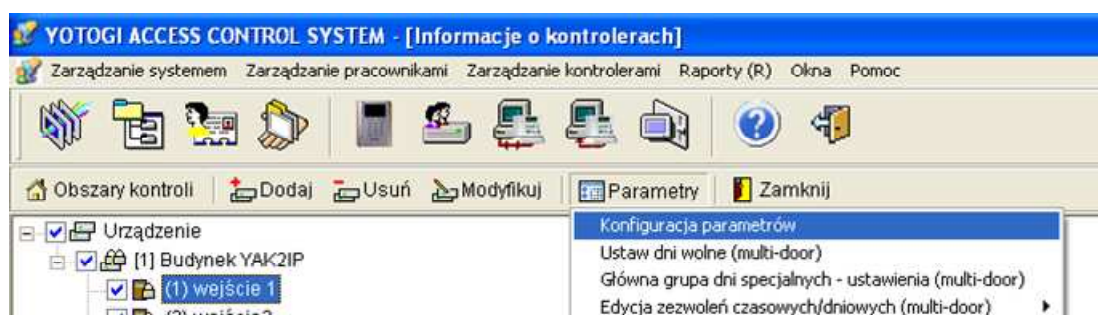 YOTOGI ACCESS CONTROL SYSTEM - [Informacje o kontrolerach]
Zarządzanie systemem Zarządzanie pracownikami Zarządzanie kontrolerami Raporty (R) Okna Pomoc
Obszary kontroli Dodaj Usuń Modyfikuj Parametry Zamknij
Urządzenie
[1] Budynek YAK2IP
(1) wejście 1
Konfiguracja parametrów
Ustaw dni wolne (multi-door)
Główna grupa dni specjalnych - ustawienia (multi-door)
Edycja zezwoleń czasowych/dniowych (multi-door)